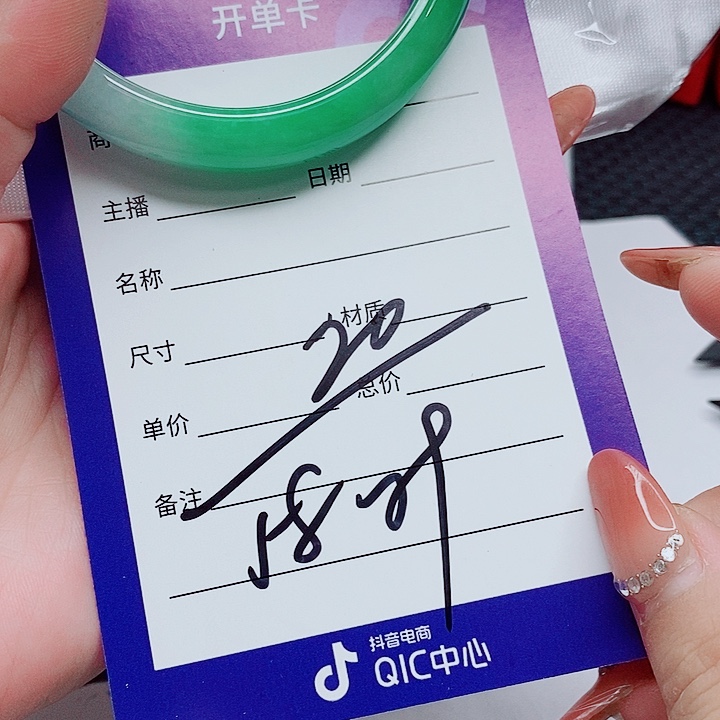 开单卡
商
主播 日期
名称
尺寸 材质
单价 总价
备注
20
抖音电商
QIC中心